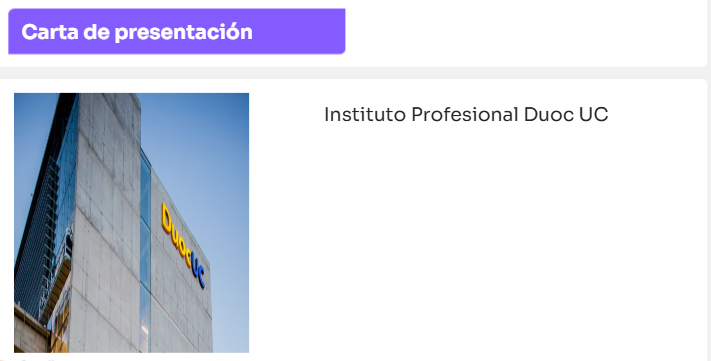 Carta de presentación
Instituto Profesional Duoc UC
Duoc UC